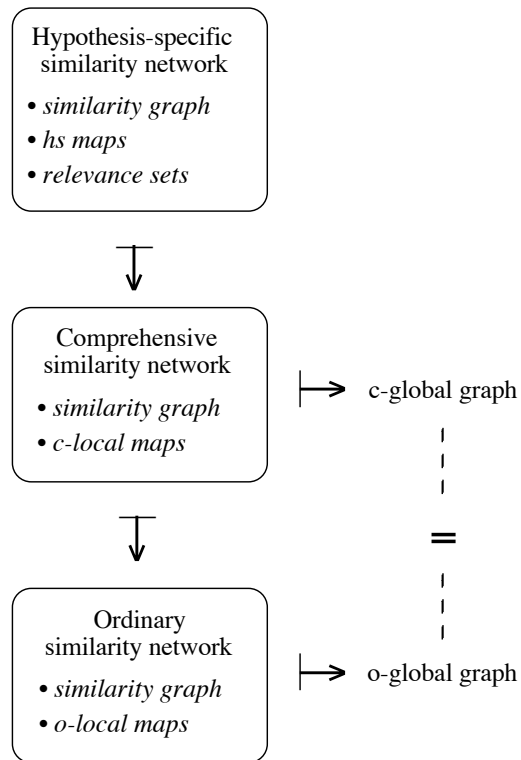 Hypothesis-specific
similarity network
• similarity graph
• hs maps
• relevance sets
Comprehensive
similarity network
• similarity graph
• c-local maps
c-global graph
=
Ordinary
similarity network
• similarity graph
• o-local maps
o-global graph